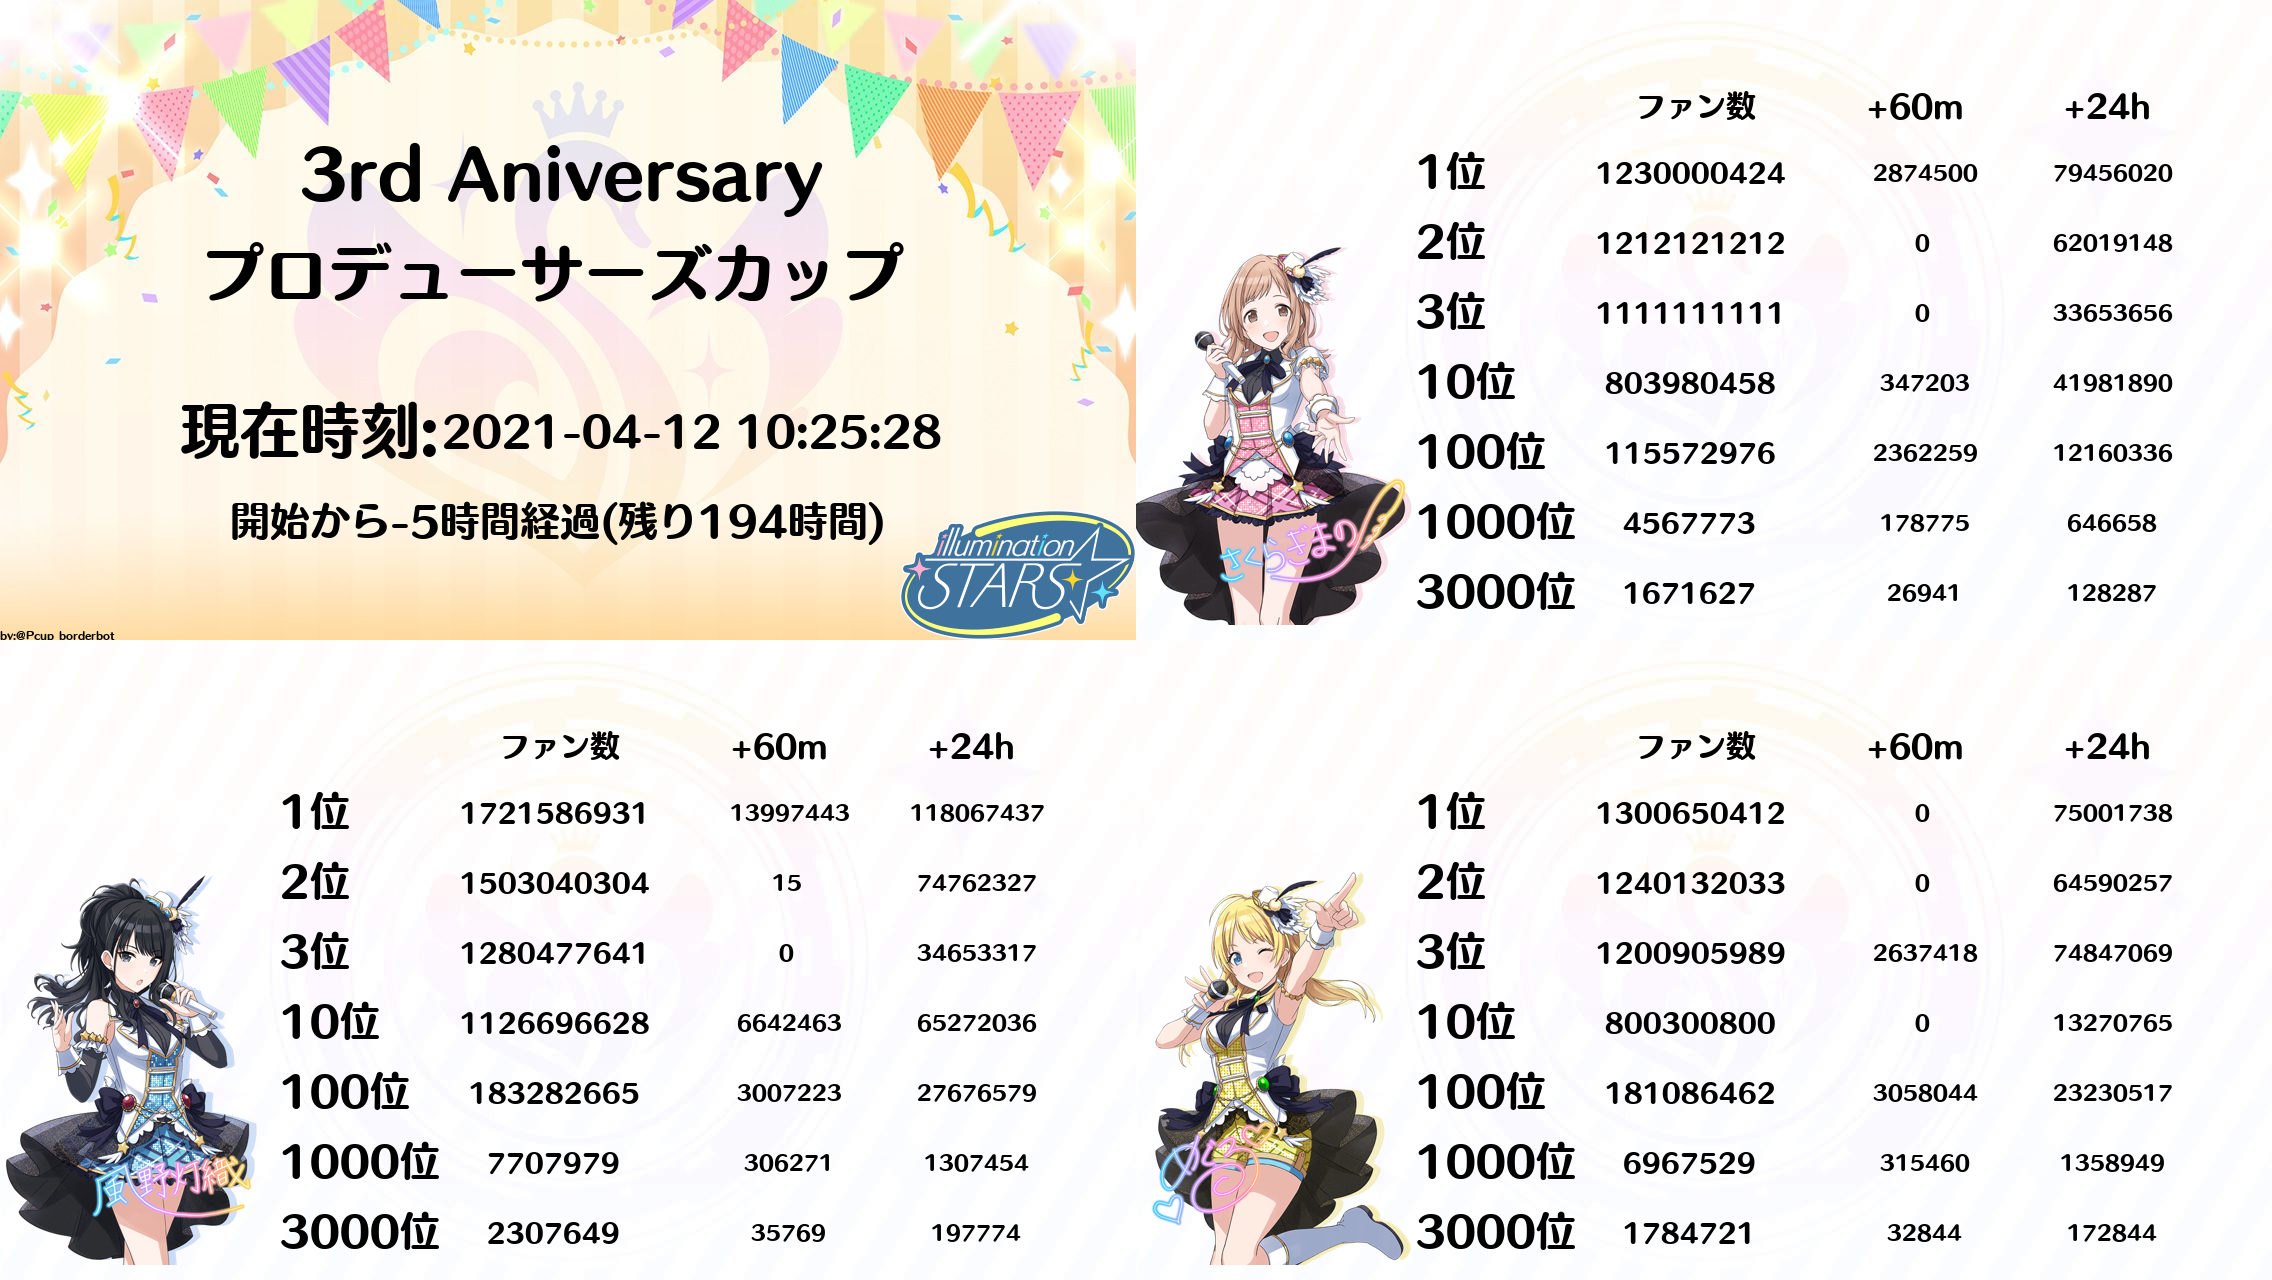 3rd Aniversary
プロデューサーズカップ
現在時刻:2021-04-12 10:25:28
開始から-5時間経過(残り194時間)
illumination
STARS
by:@Pcup_borderbot
ファン数 +60m +24h
1位 1230000424 2874500 79456020
2位 1212121212 0 62019148
3位 1111111111 0 33653656
10位 803980458 347203 41981890
100位 115572976 2362259 12160336
1000位 4567773 178775 646658
3000位 1671627 26941 128287
さくらぎまの
ファン数 +60m +24h
1位 1721586931 13997443 118067437
2位 1503040304 15 74762327
3位 1280477641 0 34653317
10位 1126696628 6642463 65272036
100位 183282665 3007223 27676579
1000位 7707979 306271 1307454
3000位 2307649 35769 197774
風野灯織
ファン数 +60m +24h
1位 1300650412 0 75001738
2位 1240132033 0 64590257
3位 1200905989 2637418 74847069
10位 800300800 0 13270765
100位 181086462 3058044 23230517
1000位 6967529 315460 1358949
3000位 1784721 32844 172844
めぐる